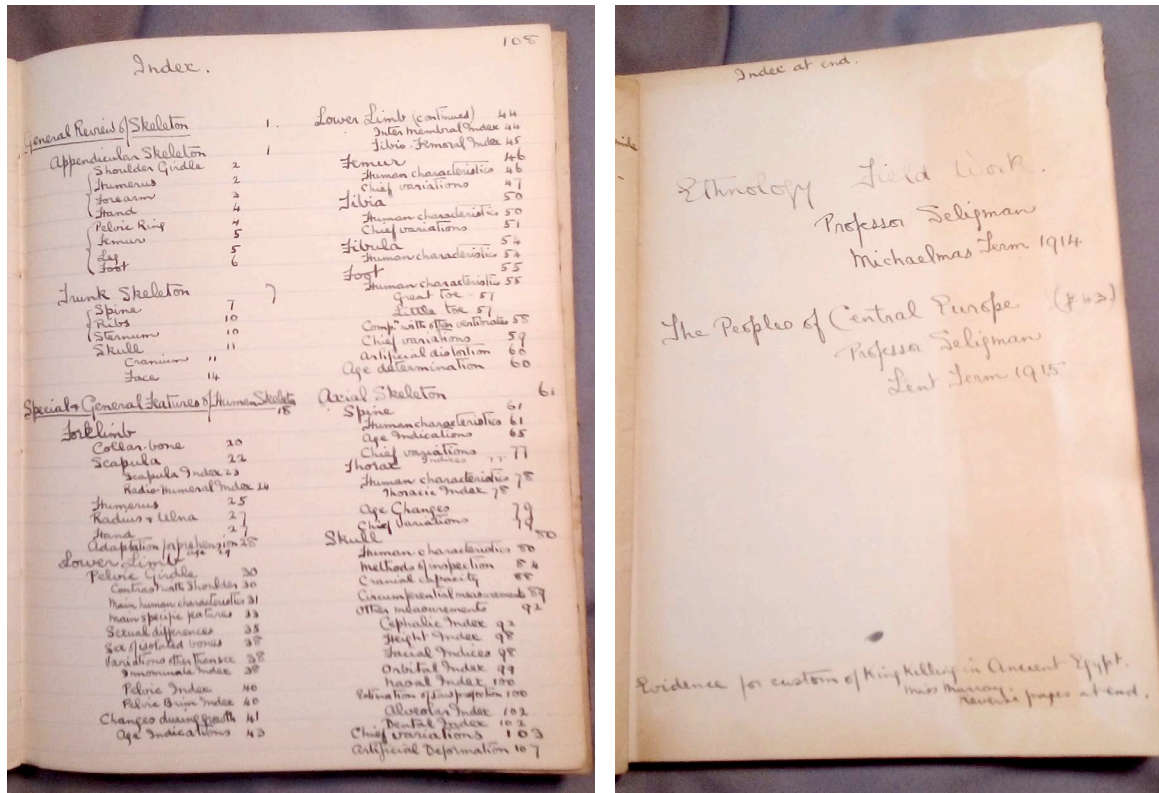 108
Index.
General Review of Skeleton 1.
Appendicular Skeleton 1
Shoulder Girdle 2
Humerus 2
Forearm 3
Hand 4
Pelvic Ring 4
Femur 5
Leg 5
Foot 6
Trunk Skeleton 7
Spine 7
Ribs 10
Sternum 10
Skull 11
Cranium 11
Face 14
Special & General Features of Human Skeleton
18
Forelimb
Collar-bone 20
Scapula 22
Scapula Index 23
Radio-Humeral Index 24
Humerus 25
Radius & Ulna 27
Hand 27
Adaptation for prehension 28
age 29
Lower Limb
Pelvic Girdle 30
Contrast with Shoulder 30
Main human characteristics 31
Main specific features 33
Sexual differences 35
Sex of isolated bones 38
Variations other than sex 38
Innominate Index 38
Pelvic Index 40
Pelvic Brim Index 40
Changes during growth 41
Age Indications 43
Lower Limb (continued) 44
Inter Membral Index 44
Tibio-Femoral Index 45
Femur 46
Human characteristics 46
Chief variations 47
Tibia 50
Human characteristics 50
Chief variations 51
Fibula 54
Human characteristics 54
Foot 55
Human characteristics 55
Great toe - 57
Little toe 57
Comp.n with other vertebrates 58
Chief variations 59
Artificial distortion 60
Age determination 60
Axial Skeleton 61
Spine 61
Human characteristics 61
Age Indications 65
Chief variations 77
Indices
Thorax
Human characteristics 78
Thoracic Index 78
Age Changes 79
Chief Variations 79
Skull 80
Human characteristics 80
Methods of inspection 84
Cranial capacity 88
Circumferential measurements 89
Other measurements 92
Cephalic Index 92
Height Index 98
Facial Indices 98
Orbital Index 99
Nasal Index 100
Estimation of jaw projection 100
Alveolar Index 102
Dental Index 102
Chief variations 103
Artificial Deformation 107
Index at end.
Ethnology Field Work.
Professor Seligman
Michaelmas Term 1914
The Peoples of Central Europe (p 43)
Professor Seligman
Lent Term 1915
Evidence for custom of King Killing in Ancient Egypt.
Miss Murray.
reverse pages at end.